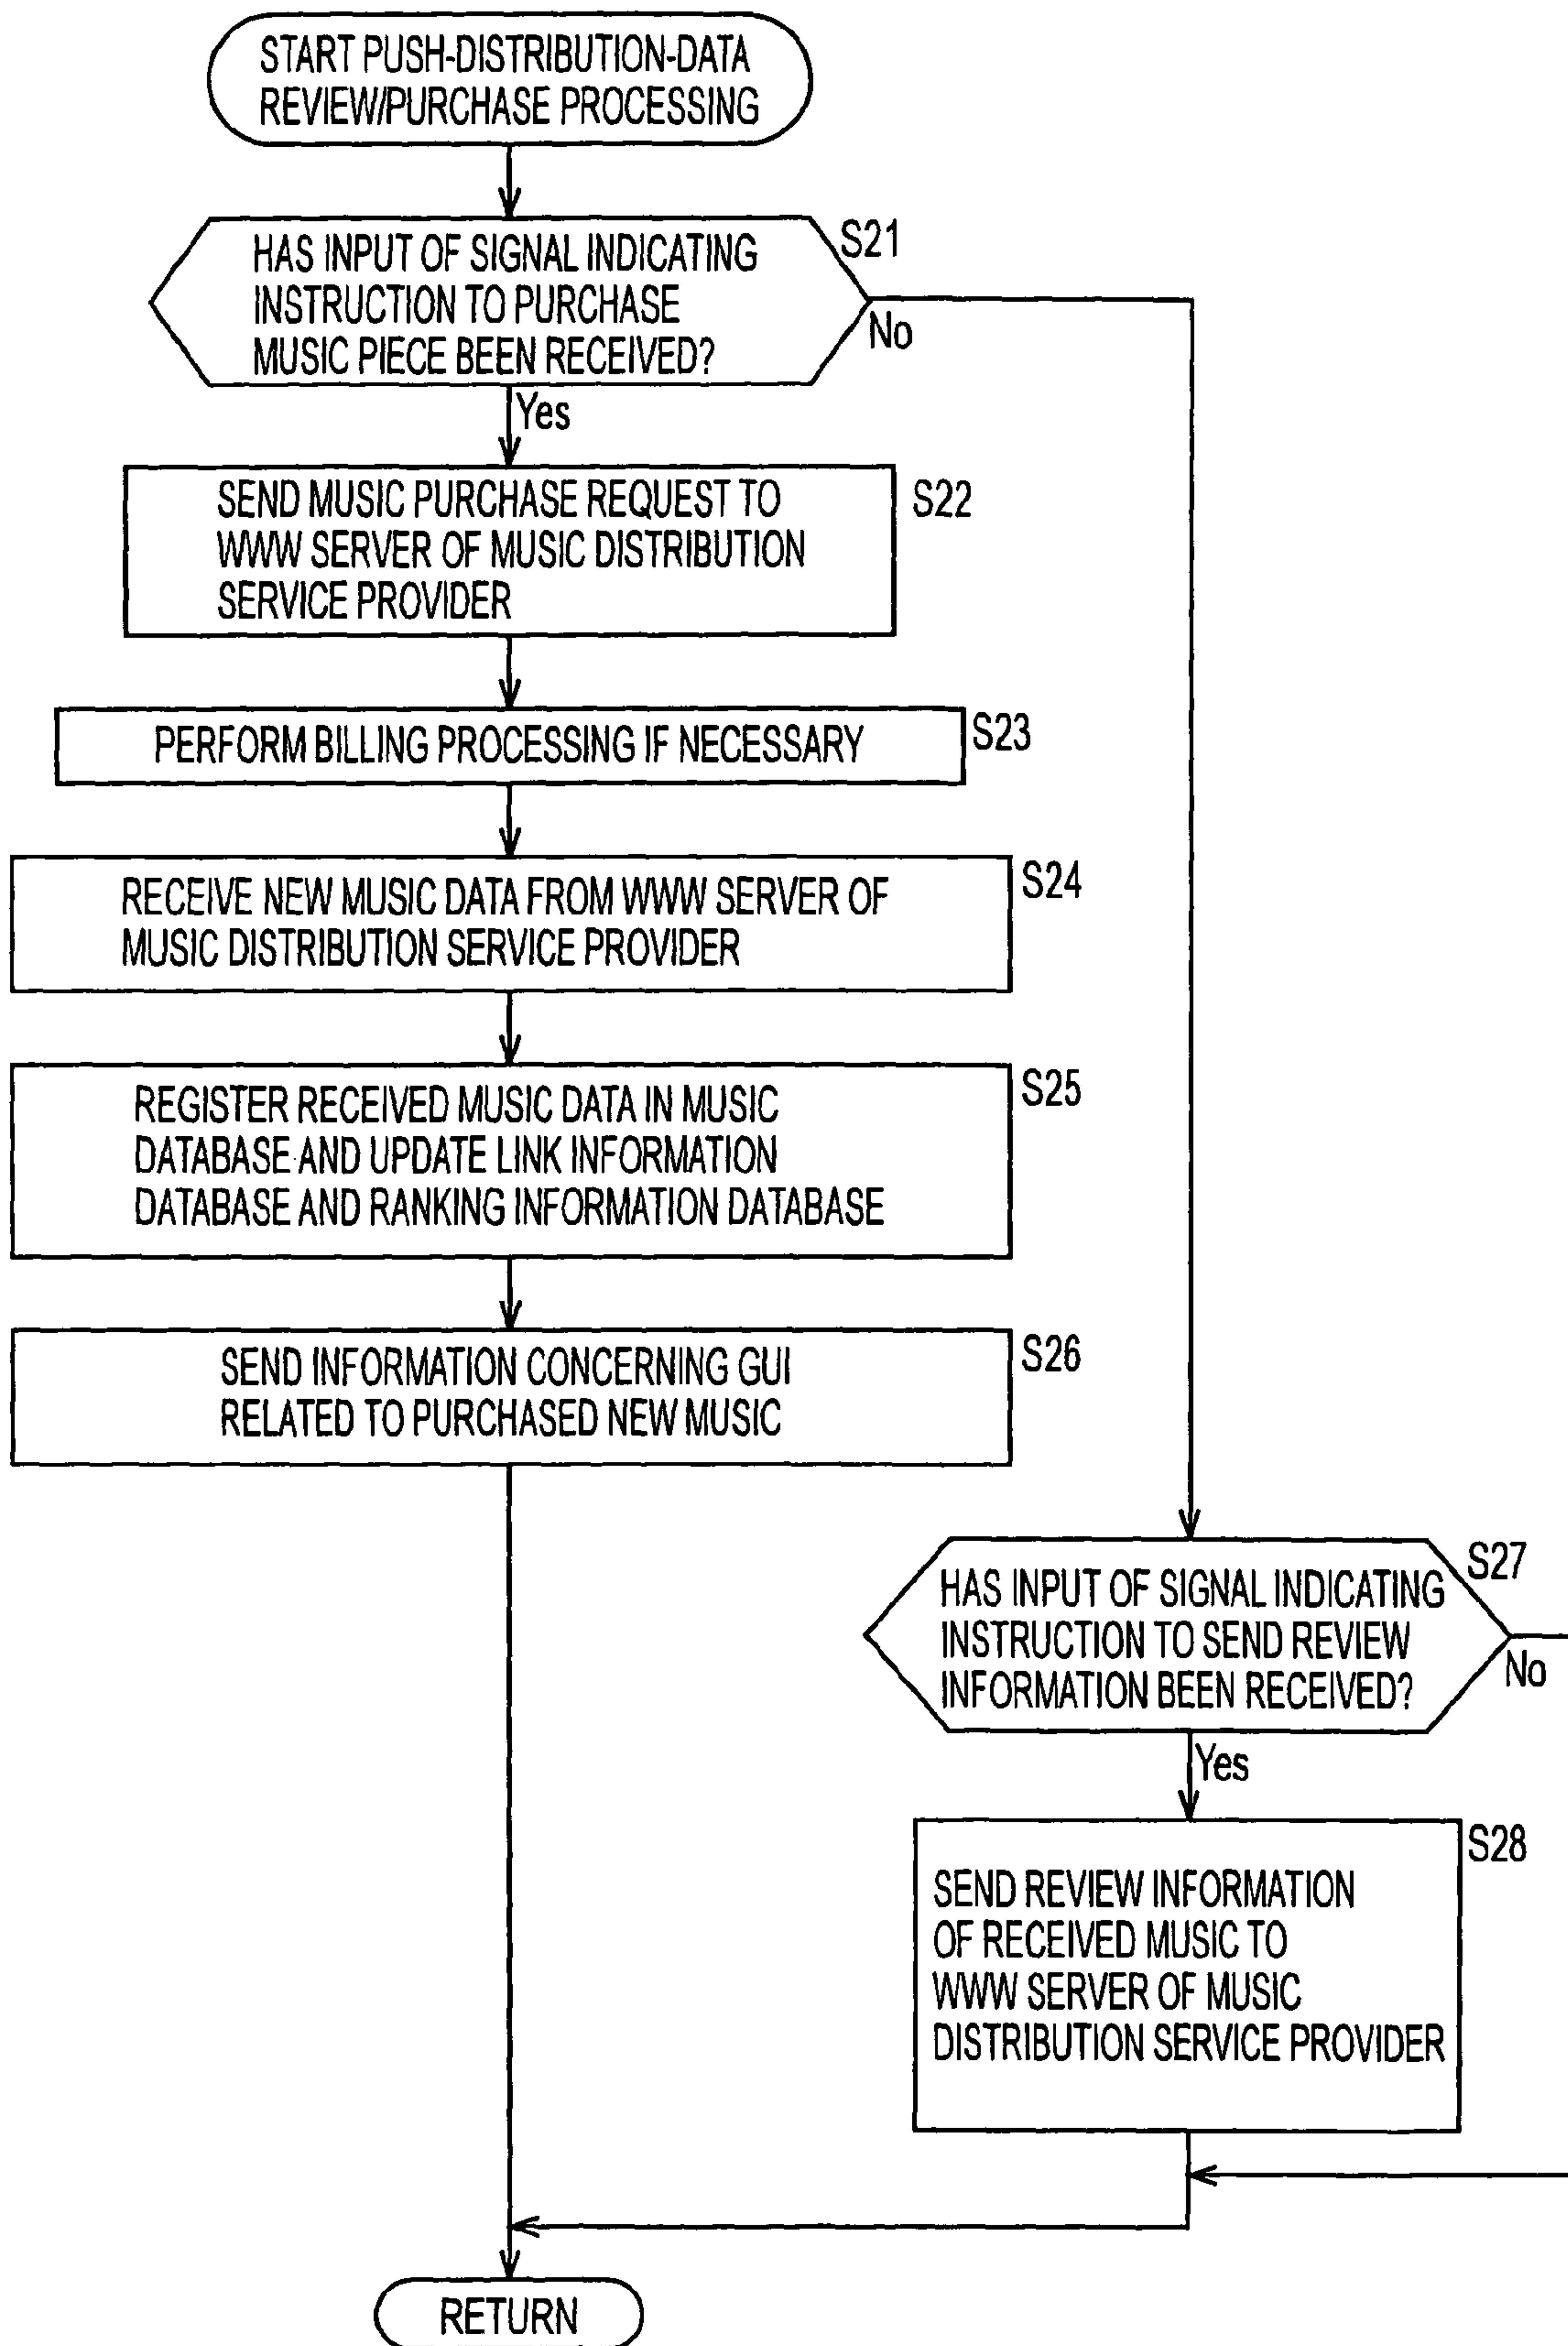 START PUSH-DISTRIBUTION-DATA
REVIEW/PURCHASE PROCESSING
S21
HAS INPUT OF SIGNAL INDICATING
INSTRUCTION TO PURCHASE
MUSIC PIECE BEEN RECEIVED?
No
Yes
S22
SEND MUSIC PURCHASE REQUEST TO
WWW SERVER OF MUSIC DISTRIBUTION
SERVICE PROVIDER
S23
PERFORM BILLING PROCESSING IF NECESSARY
S24
RECEIVE NEW MUSIC DATA FROM WWW SERVER OF
MUSIC DISTRIBUTION SERVICE PROVIDER
S25
REGISTER RECEIVED MUSIC DATA IN MUSIC
DATABASE AND UPDATE LINK INFORMATION
DATABASE AND RANKING INFORMATION DATABASE
S26
SEND INFORMATION CONCERNING GUI
RELATED TO PURCHASED NEW MUSIC
S27
HAS INPUT OF SIGNAL INDICATING
INSTRUCTION TO SEND REVIEW
INFORMATION BEEN RECEIVED?
No
Yes
S28
SEND REVIEW INFORMATION
OF RECEIVED MUSIC TO
WWW SERVER OF MUSIC
DISTRIBUTION SERVICE PROVIDER
RETURN